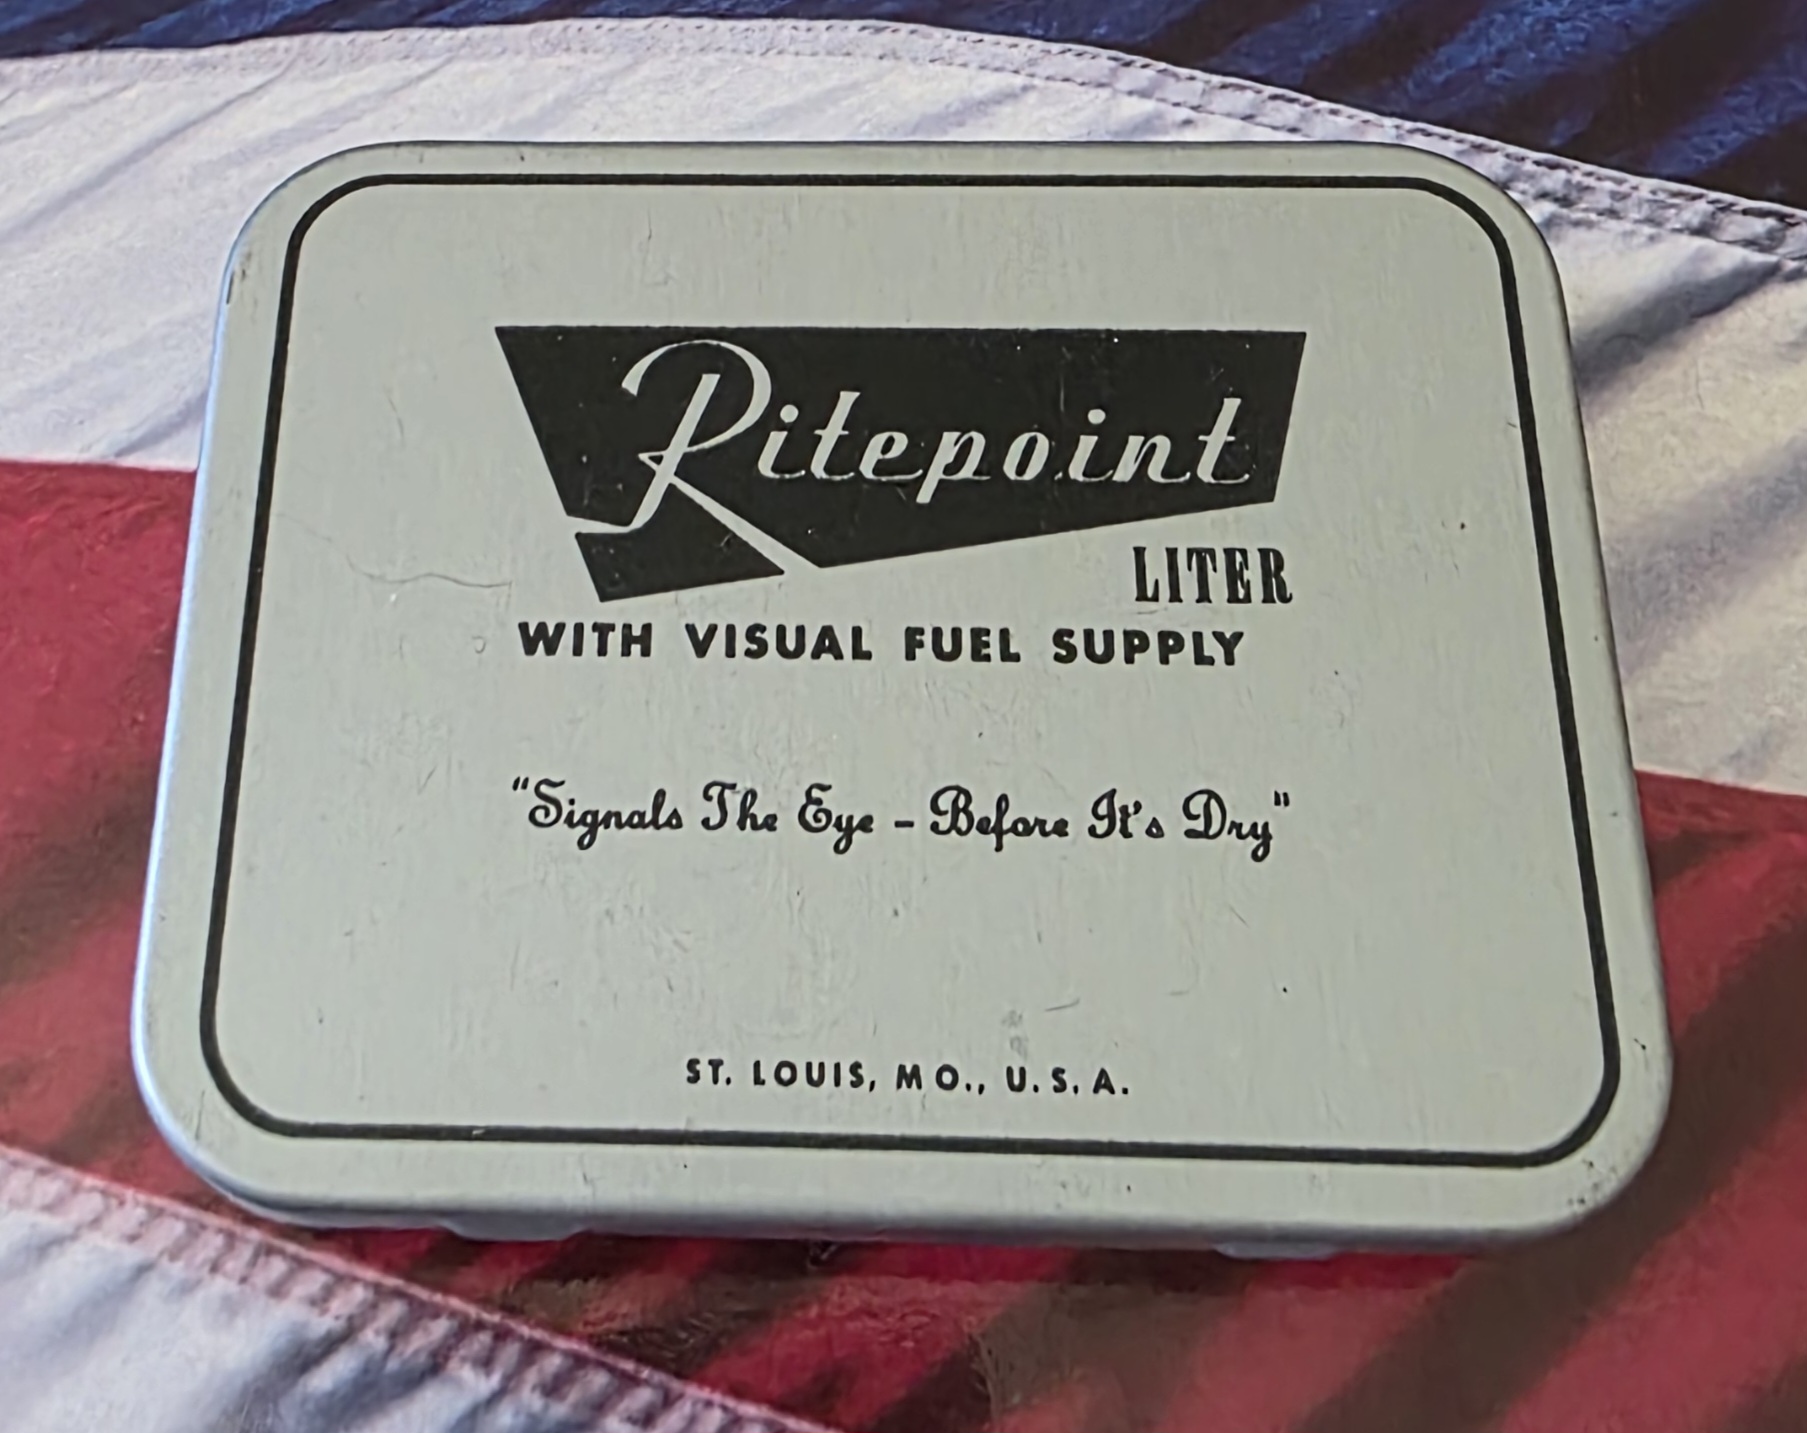 Ritepoint
LITER
WITH VISUAL FUEL SUPPLY
"Signals The Eye - Before It's Dry"
ST. LOUIS, MO., U.S.A.